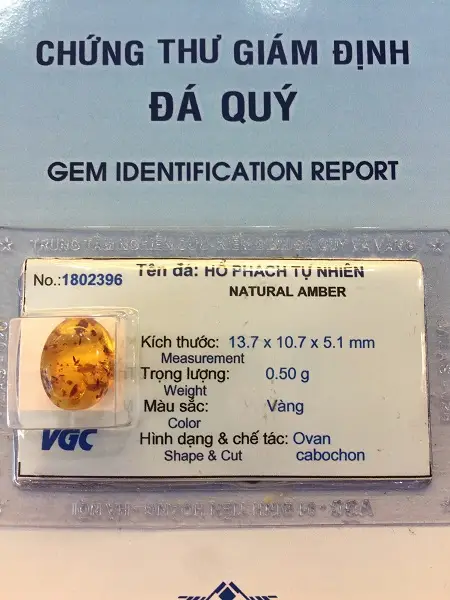 CHỨNG THƯ GIÁM ĐỊNH
ĐÁ QUÝ
GEM IDENTIFICATION REPORT
No.:1802396
Tên đá: HỔ PHÁCH TỰ NHIÊN
NATURAL AMBER
Kích thước: 13.7 x 10.7 x 5.1 mm
Measurement
Trọng lượng: 0.50 g
Weight
Màu sắc: Vàng
Color
Hình dạng & chế tác: Ovan
Shape & Cut cabochon
VGC